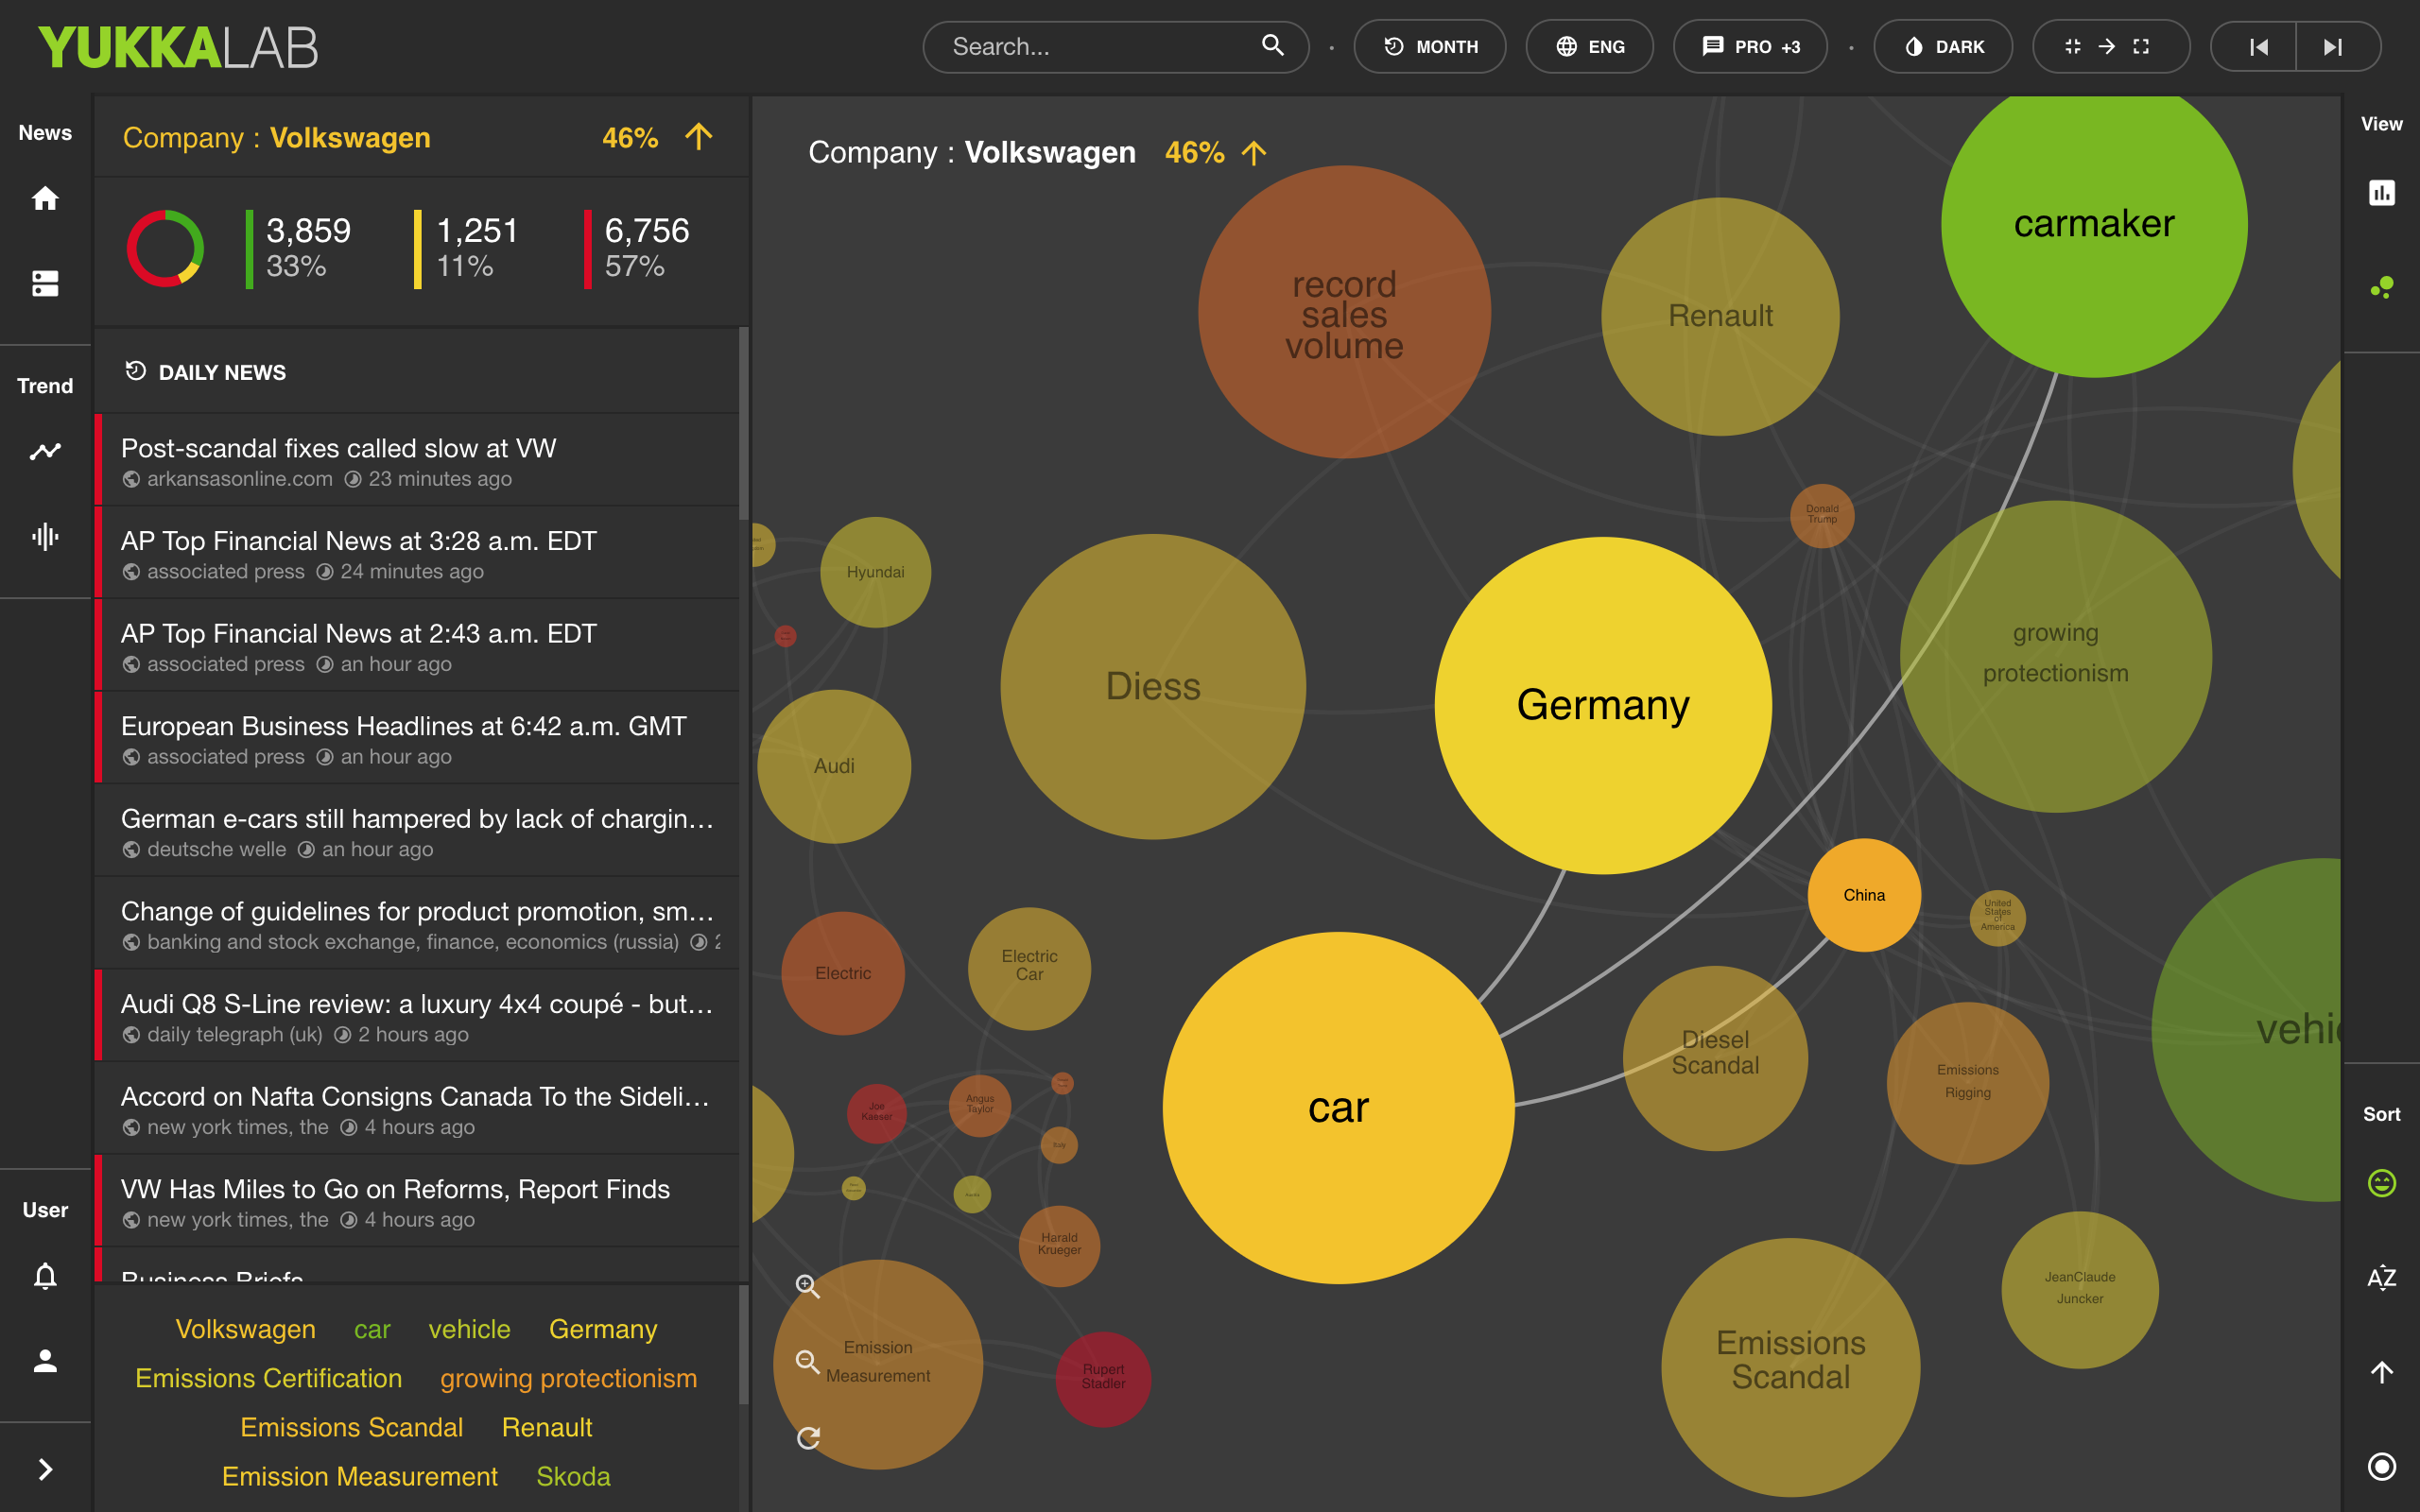 YUKKALAB
Search...
MONTH
ENG
PRO +3
DARK
News
Trend
User
Company : Volkswagen 46%
3,859
33%
1,251
11%
6,756
57%
DAILY NEWS
Post-scandal fixes called slow at VW
arkansasonline.com 23 minutes ago
AP Top Financial News at 3:28 a.m. EDT
associated press 24 minutes ago
AP Top Financial News at 2:43 a.m. EDT
associated press an hour ago
European Business Headlines at 6:42 a.m. GMT
associated press an hour ago
German e-cars still hampered by lack of chargin...
deutsche welle an hour ago
Change of guidelines for product promotion, sm...
banking and stock exchange, finance, economics (russia) 2
Audi Q8 S-Line review: a luxury 4x4 coupé - but...
daily telegraph (uk) 2 hours ago
Accord on Nafta Consigns Canada To the Sideli...
new york times, the 4 hours ago
VW Has Miles to Go on Reforms, Report Finds
new york times, the 4 hours ago
Business Briefs
Volkswagen car vehicle Germany
Emissions Certification growing protectionism
Emissions Scandal Renault
Emission Measurement Skoda
Company : Volkswagen 46%
record
sales
volume
Renault
carmaker
Donald
Trump
Hyundai
Diess
Germany
growing
protectionism
Audi
China
United
States
of
America
Electric
Electric
Car
vehic
Diesel
Scandal
Emissions
Rigging
car
Joe
Kaeser
Angus
Taylor
Harald
Krueger
JeanClaude
Juncker
Emission
Measurement
Rupert
Stadler
Emissions
Scandal
View
Sort
AZ